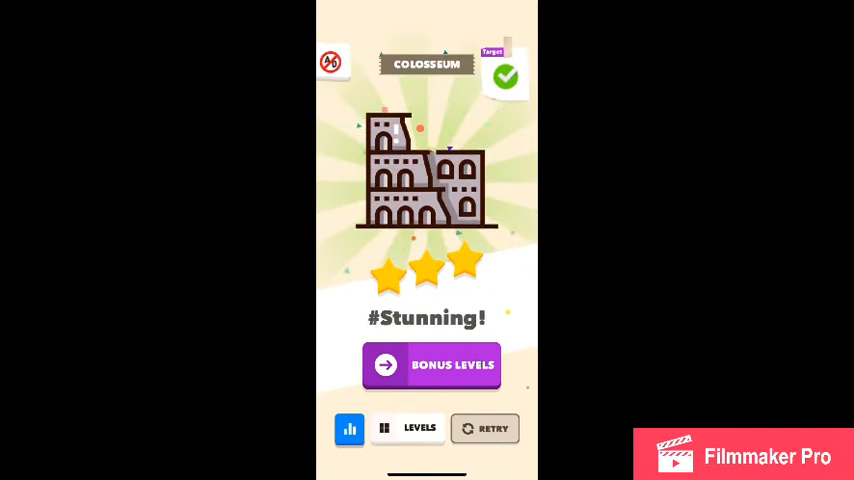 COLOSSEUM
Target
#Stunning!
BONUS LEVELS
LEVELS
RETRY
Filmmaker Pro